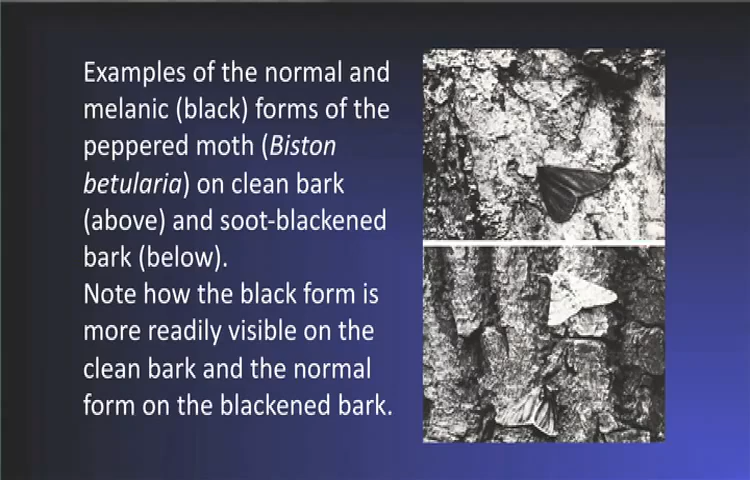 Examples of the normal and
melanic (black) forms of the
peppered moth (Biston
betularia) on clean bark
(above) and soot-blackened
bark (below).
Note how the black form is
more readily visible on the
clean bark and the normal
form on the blackened bark.